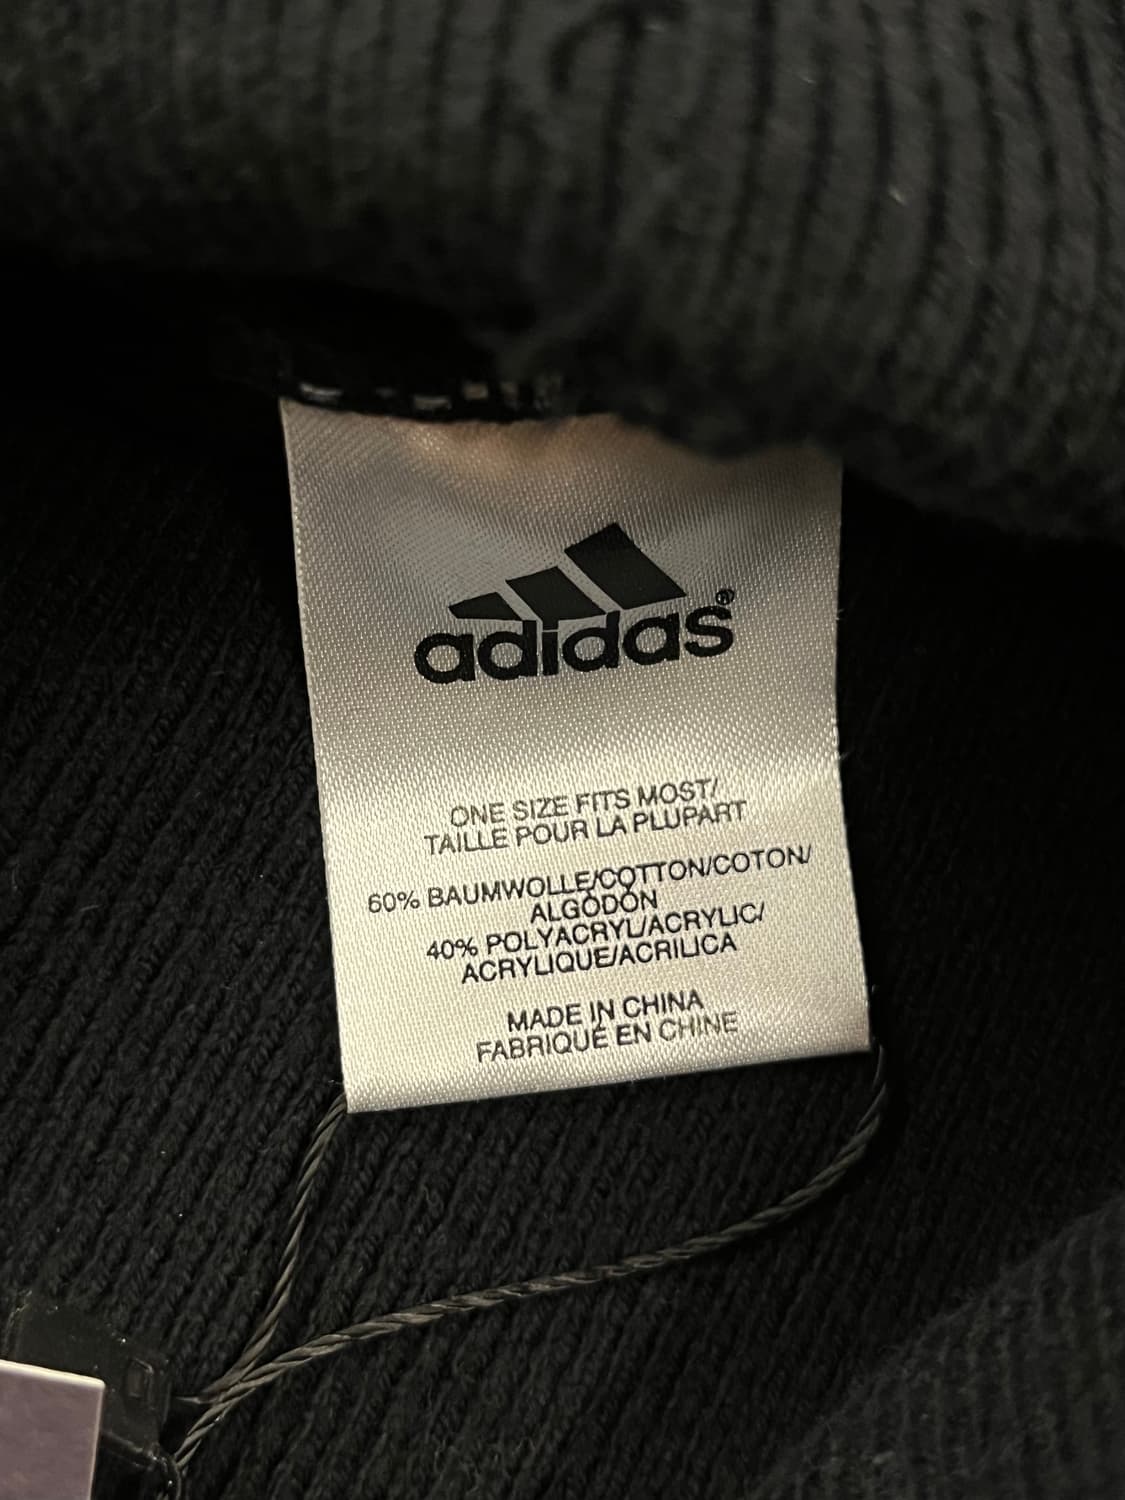 adidas®
ONE SIZE FITS MOST/
TAILLE POUR LA PLUPART
60% BAUMWOLLE/COTTON/COTON/
ALGODÓN
40% POLYACRYL/ACRYLIC/
ACRYLIQUE/ACRILICA
MADE IN CHINA
FABRIQUÉ EN CHINE